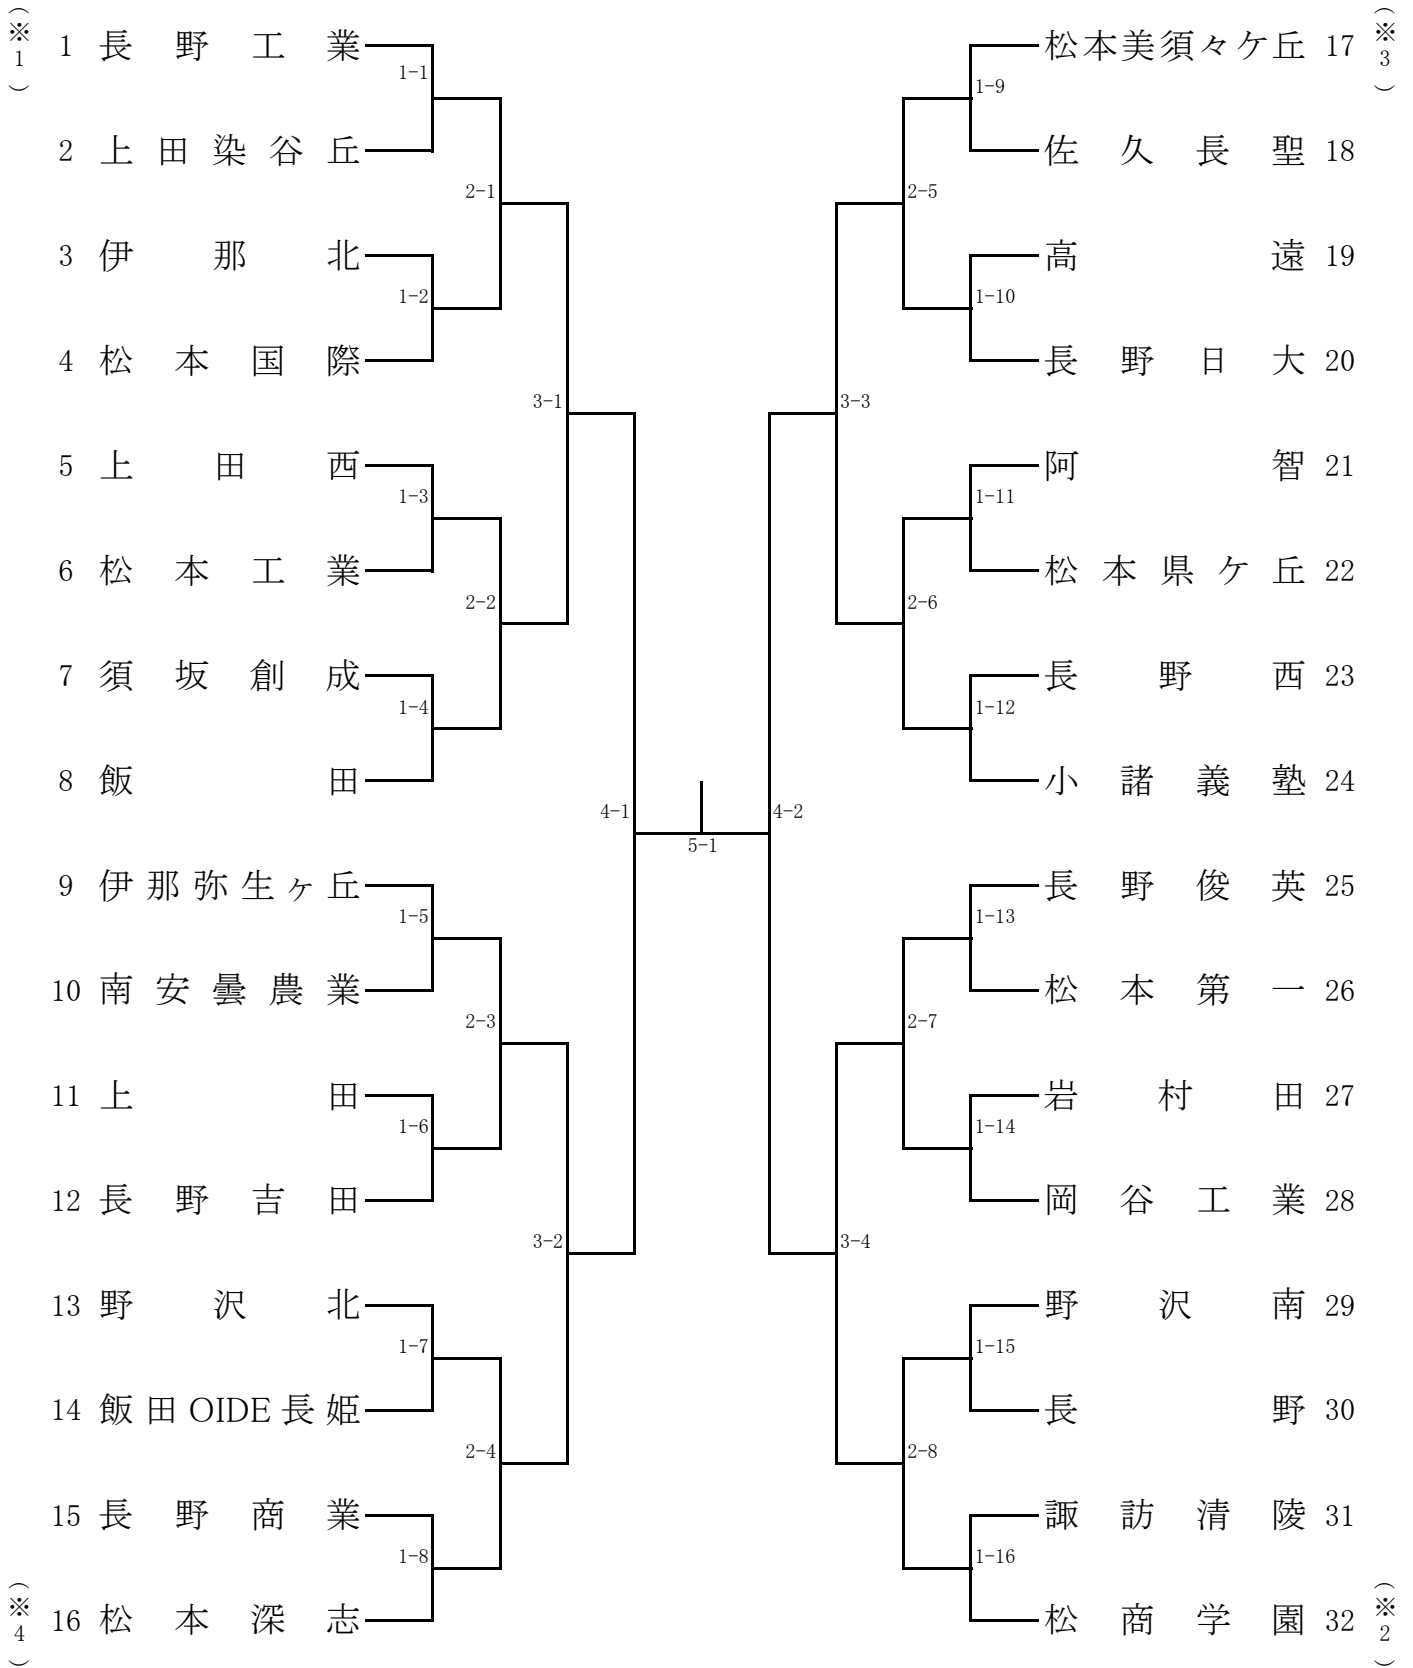 (※1)
1 長野工業
1-1
2 上田染谷丘
2-1
3 伊那北
1-2
4 松本国際
3-1
5 上田西
1-3
6 松本工業
2-2
7 須坂創成
1-4
8 飯田
4-1
9 伊那弥生ヶ丘
1-5
10 南安曇農業
2-3
11 上田
1-6
12 長野吉田
3-2
13 野沢北
1-7
14 飯田OIDE長姫
2-4
15 長野商業
1-8
16 松本深志
(※4)
5-1
(※3)
松本美須々ケ丘 17
1-9
佐久長聖 18
2-5
高遠 19
1-10
長野日大 20
3-3
阿智 21
1-11
松本県ケ丘 22
2-6
長野西 23
1-12
小諸義塾 24
4-2
長野俊英 25
1-13
松本第一 26
2-7
岩村田 27
1-14
岡谷工業 28
3-4
野沢南 29
1-15
長野 30
2-8
諏訪清陵 31
1-16
松商学園 32
(※2)